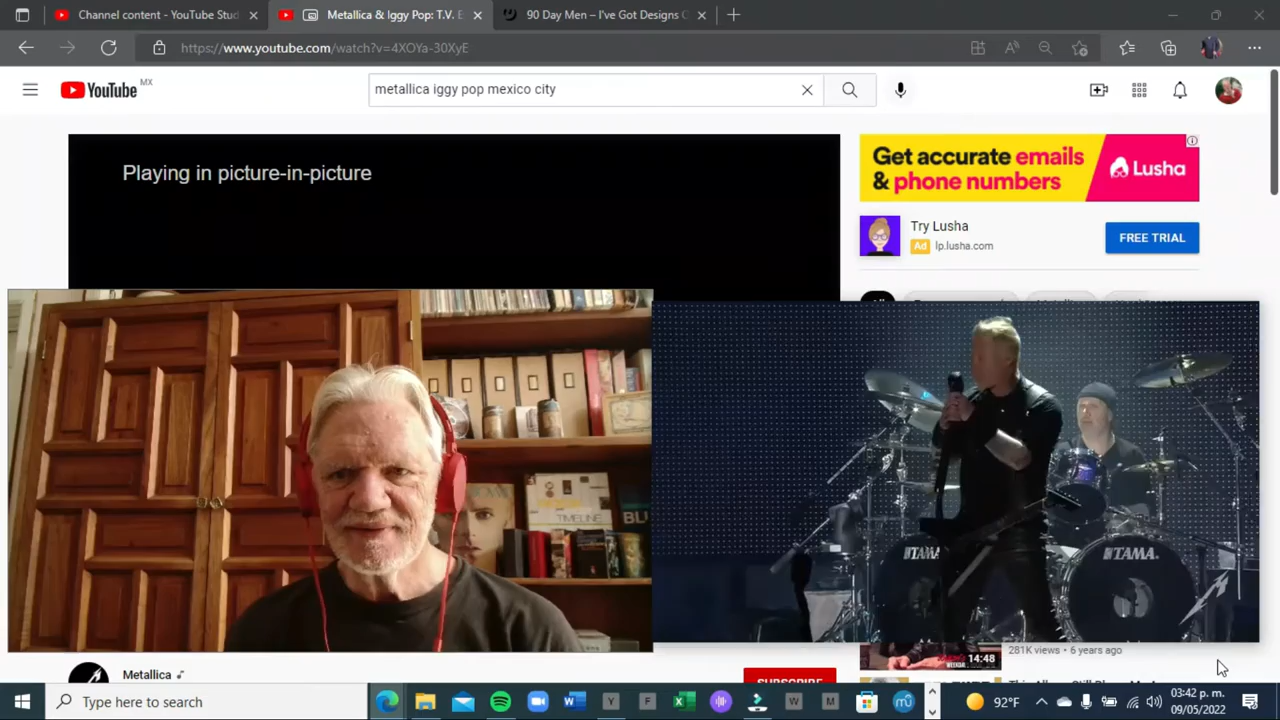 Channel content - YouTube Stud
Metallica & Iggy Pop: T.V. E
90 Day Men – I've Got Designs O
https://www.youtube.com/watch?v=4XOYa-30XyE
YouTube MX
metallica iggy pop mexico city
Playing in picture-in-picture
Get accurate emails
& phone numbers
Lusha
Try Lusha
Ad lp.lusha.com
FREE TRIAL
TIMELINE
BLU
TAMA
TAMA
281K views • 6 years ago
14:48
Metallica
SUBSCRIBE
Type here to search
92°F
03:42 p. m.
09/05/2022